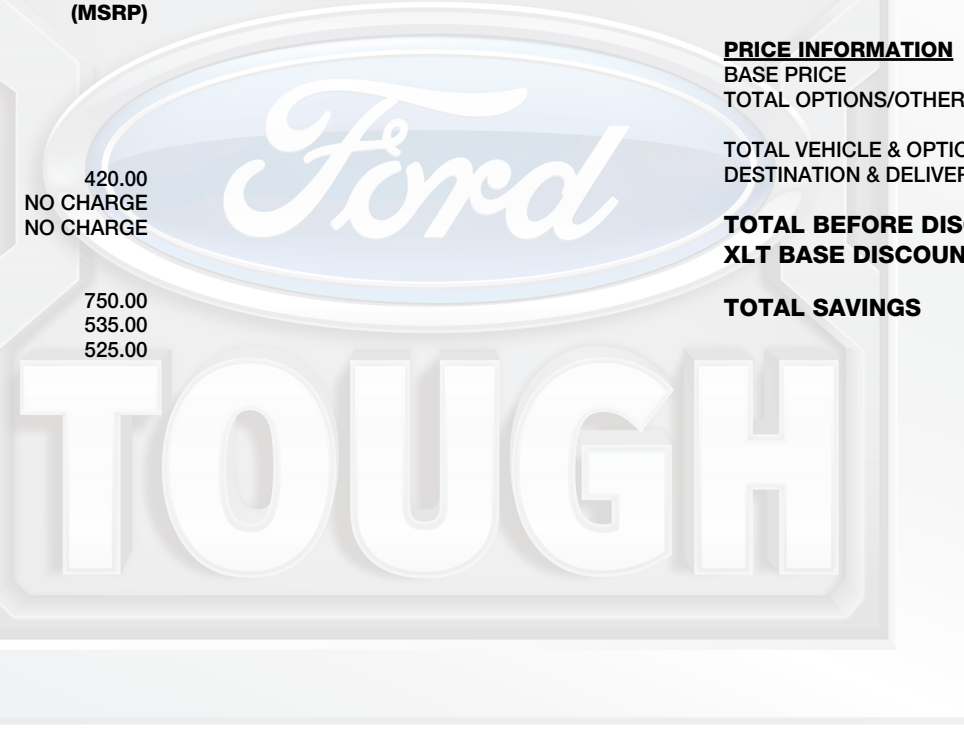 (MSRP)
420.00
NO CHARGE
NO CHARGE
750.00
535.00
525.00
PRICE INFORMATION
BASE PRICE
TOTAL OPTIONS/OTHER
TOTAL VEHICLE & OPTIO
DESTINATION & DELIVER
TOTAL BEFORE DIS
XLT BASE DISCOUN
TOTAL SAVINGS
Ford
TOUGH